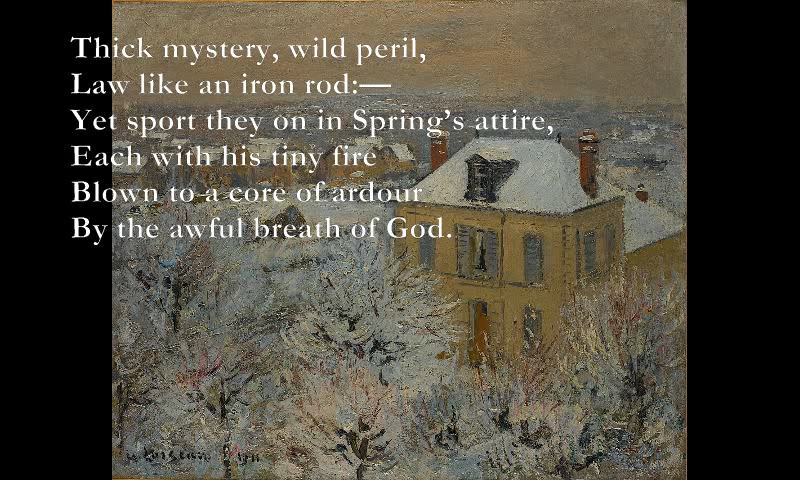 Thick mystery, wild peril,
Law like an iron rod:—
Yet sport they on in Spring's attire,
Each with his tiny fire
Blown to a core of ardour
By the awful breath of God.